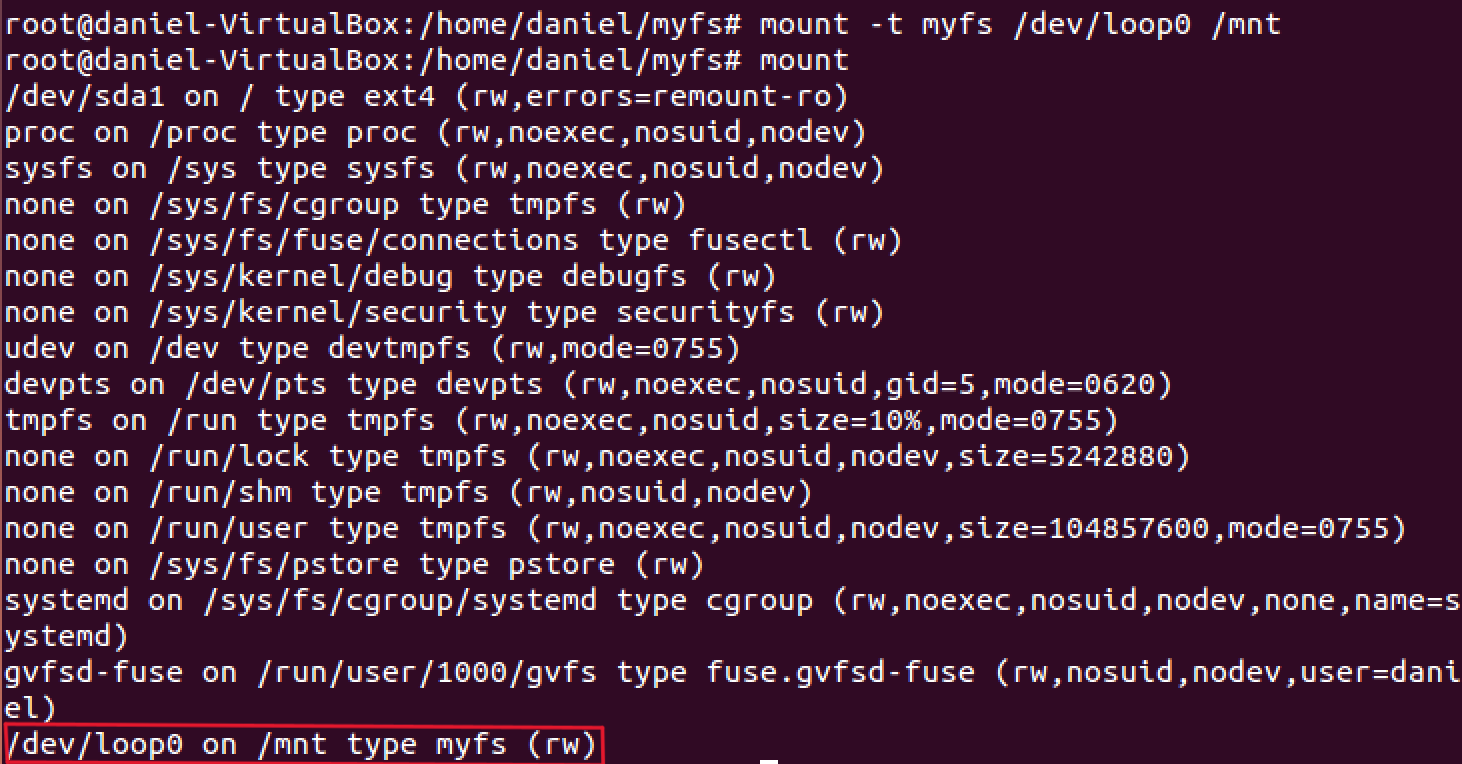 root@daniel-VirtualBox:/home/daniel/myfs# mount -t myfs /dev/loop0 /mnt
root@daniel-VirtualBox:/home/daniel/myfs# mount
/dev/sda1 on / type ext4 (rw,errors=remount-ro)
proc on /proc type proc (rw,noexec,nosuid,nodev)
sysfs on /sys type sysfs (rw,noexec,nosuid,nodev)
none on /sys/fs/cgroup type tmpfs (rw)
none on /sys/fs/fuse/connections type fusectl (rw)
none on /sys/kernel/debug type debugfs (rw)
none on /sys/kernel/security type securityfs (rw)
udev on /dev type devtmpfs (rw,mode=0755)
devpts on /dev/pts type devpts (rw,noexec,nosuid,gid=5,mode=0620)
tmpfs on /run type tmpfs (rw,noexec,nosuid,size=10%,mode=0755)
none on /run/lock type tmpfs (rw,noexec,nosuid,nodev,size=5242880)
none on /run/shm type tmpfs (rw,nosuid,nodev)
none on /run/user type tmpfs (rw,noexec,nosuid,nodev,size=104857600,mode=0755)
none on /sys/fs/pstore type pstore (rw)
systemd on /sys/fs/cgroup/systemd type cgroup (rw,noexec,nosuid,nodev,none,name=s
ystemd)
gvfsd-fuse on /run/user/1000/gvfs type fuse.gvfsd-fuse (rw,nosuid,nodev,user=dani
el)
/dev/loop0 on /mnt type myfs (rw)